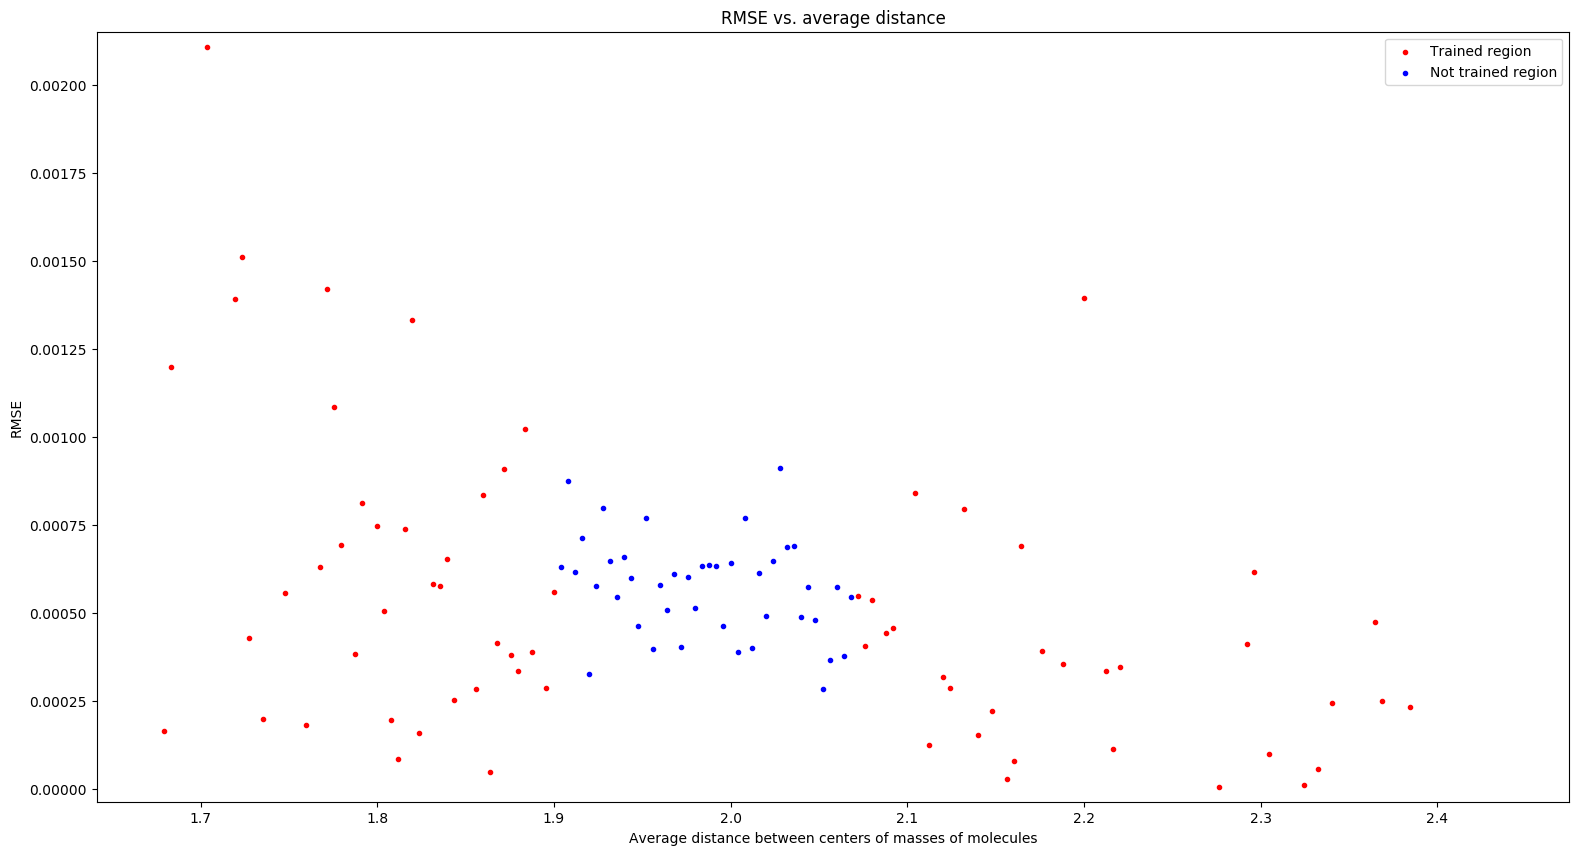 RMSE vs. average distance
Trained region
Not trained region
0.00200
0.00175
0.00150
0.00125
0.00100
0.00075
0.00050
0.00025
0.00000
RMSE
1.7 1.8 1.9 2.0 2.1 2.2 2.3 2.4
Average distance between centers of masses of molecules